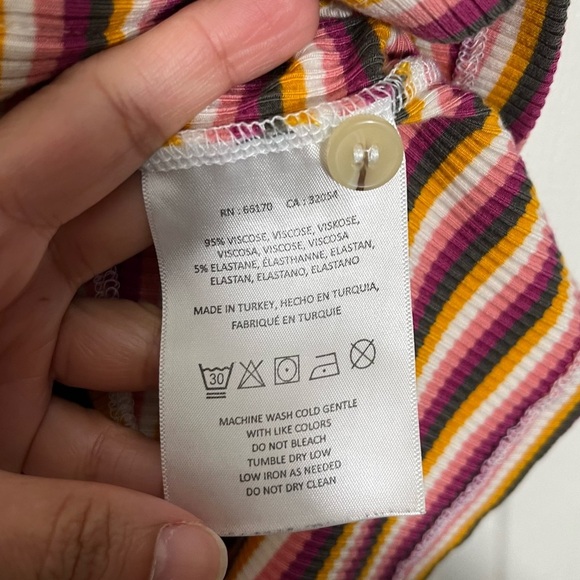 RN : 66170 CA : 32054
95% VISCOSE, VISCOSE, VISKOSE,
VISCOSA, VISCOSE, VISCOSA
5% ELASTANE, ÉLASTHANNE, ELASTAN,
ELASTAN, ELASTANO, ELASTANO
MADE IN TURKEY, HECHO EN TURQUIA,
FABRIQUÉ EN TURQUIE
30
MACHINE WASH COLD GENTLE
WITH LIKE COLORS
DO NOT BLEACH
TUMBLE DRY LOW
LOW IRON AS NEEDED
DO NOT DRY CLEAN